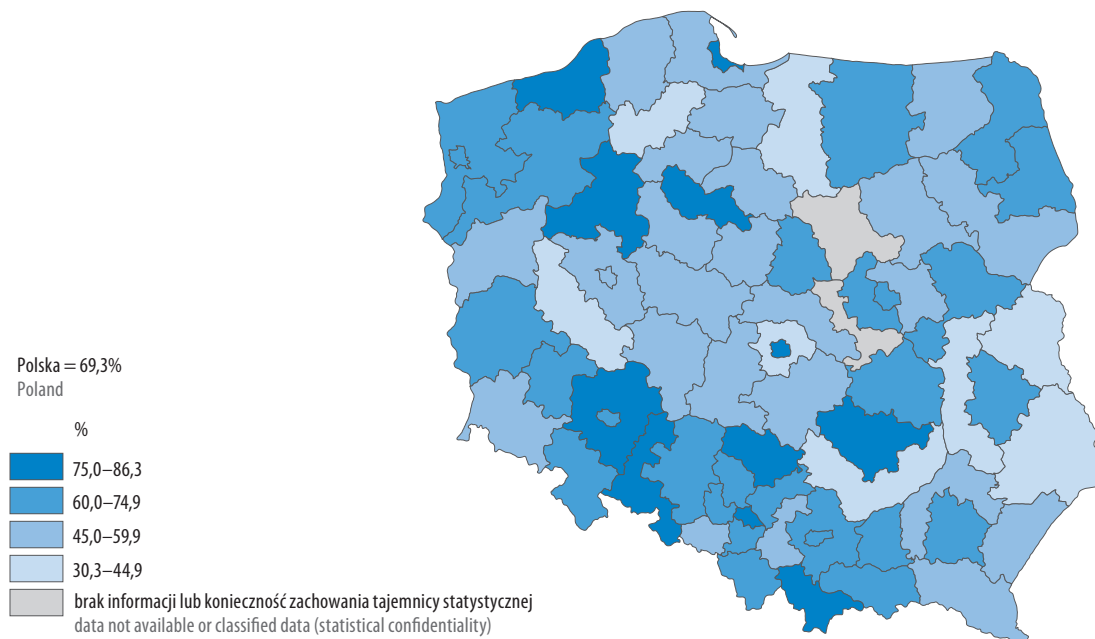 Polska = 69,3%
Poland
%
75,0–86,3
60,0–74,9
45,0–59,9
30,3–44,9
brak informacji lub konieczność zachowania tajemnicy statystycznej
data not available or classified data (statistical confidentiality)